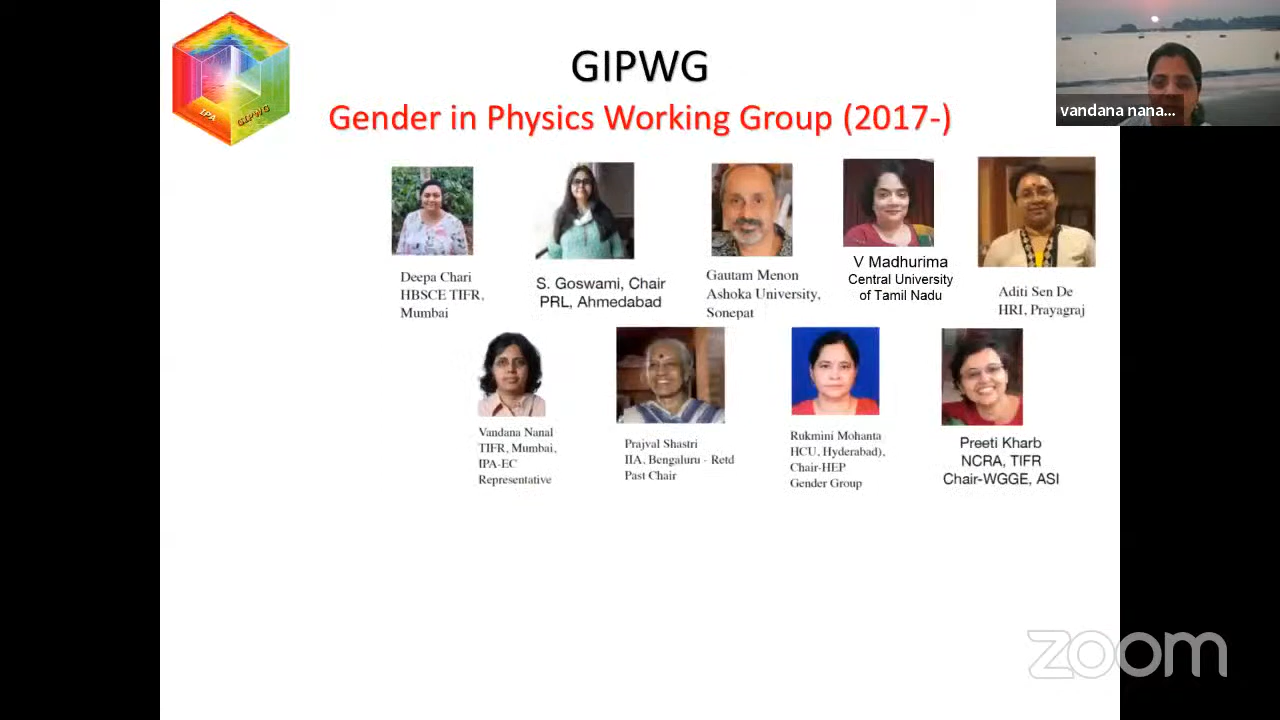 GIPWG
Gender in Physics Working Group (2017-)
IPA
GIPWG
vandana nana...
Deepa Chari
HBSCE TIFR,
Mumbai
S. Goswami, Chair
PRL, Ahmedabad
Gautam Menon
Ashoka University,
Sonepat
V Madhurima
Central University
of Tamil Nadu
Aditi Sen De
HRI, Prayagraj
Vandana Nanal
TIFR, Mumbai,
IPA-EC
Representative
Prajval Shastri
IIA, Bengaluru - Retd
Past Chair
Rukmini Mohanta
HCU, Hyderabad),
Chair-HEP
Gender Group
Preeti Kharb
NCRA, TIFR
Chair-WGGE, ASI
zoom